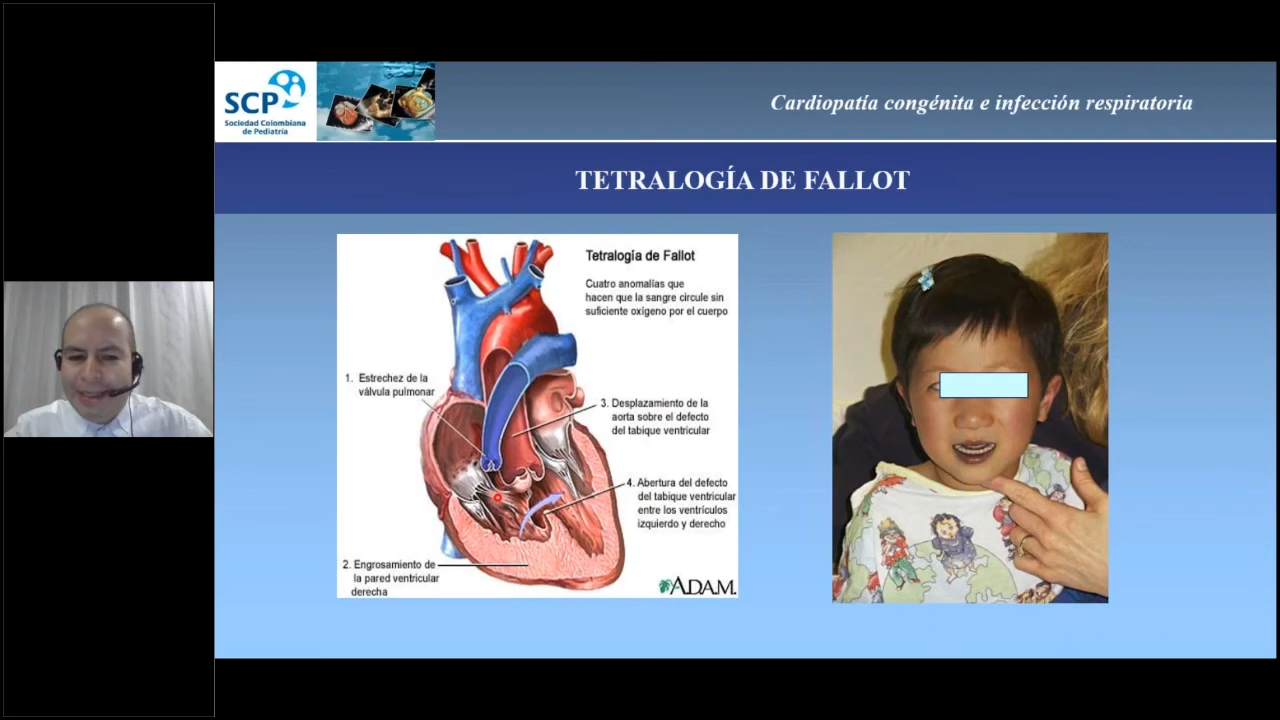 SCP
Sociedad Colombiana
de Pediatría
Cardiopatía congénita e infección respiratoria
TETRALOGÍA DE FALLOT
Tetralogía de Fallot
Cuatro anomalías que
hacen que la sangre circule sin
suficiente oxígeno por el cuerpo
1. Estrechez de la
válvula pulmonar
3. Desplazamiento de la
aorta sobre el defecto
del tabique ventricular
4. Abertura del defecto
del tabique ventricular
entre los ventrículos
izquierdo y derecho
2. Engrosamiento de
la pared ventricular
derecha
A.D.A.M.